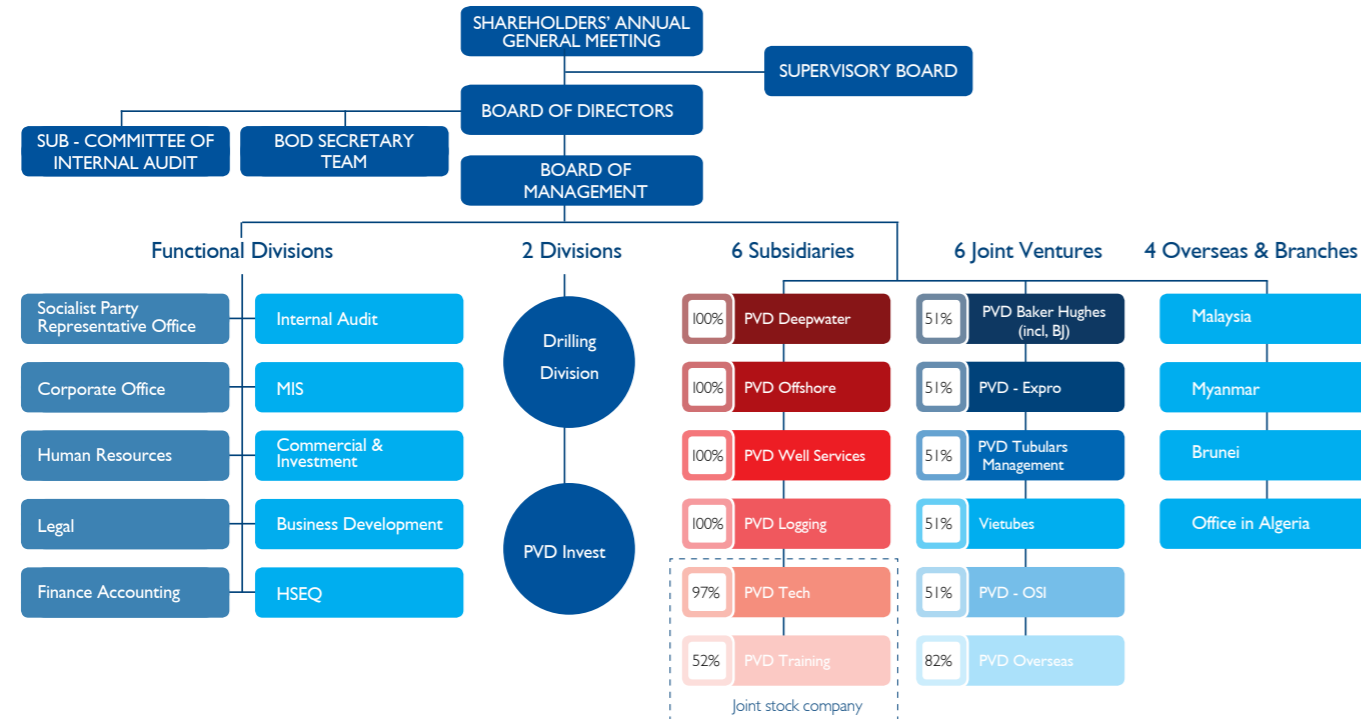 SHAREHOLDERS' ANNUAL
GENERAL MEETING
SUPERVISORY BOARD
BOARD OF DIRECTORS
SUB - COMMITTEE OF
INTERNAL AUDIT
BOD SECRETARY
TEAM
BOARD OF
MANAGEMENT
Functional Divisions
2 Divisions
6 Subsidiaries
6 Joint Ventures
4 Overseas & Branches
Socialist Party
Representative Office
Internal Audit
Corporate Office
MIS
Human Resources
Commercial &
Investment
Legal
Business Development
Finance Accounting
HSEQ
Drilling
Division
PVD Invest
100% PVD Deepwater
100% PVD Offshore
100% PVD Well Services
100% PVD Logging
97% PVD Tech
52% PVD Training
Joint stock company
51% PVD Baker Hughes
(incl, BJ)
51% PVD - Expro
51% PVD Tubulars
Management
51% Vietubes
51% PVD - OSI
82% PVD Overseas
Malaysia
Myanmar
Brunei
Office in Algeria